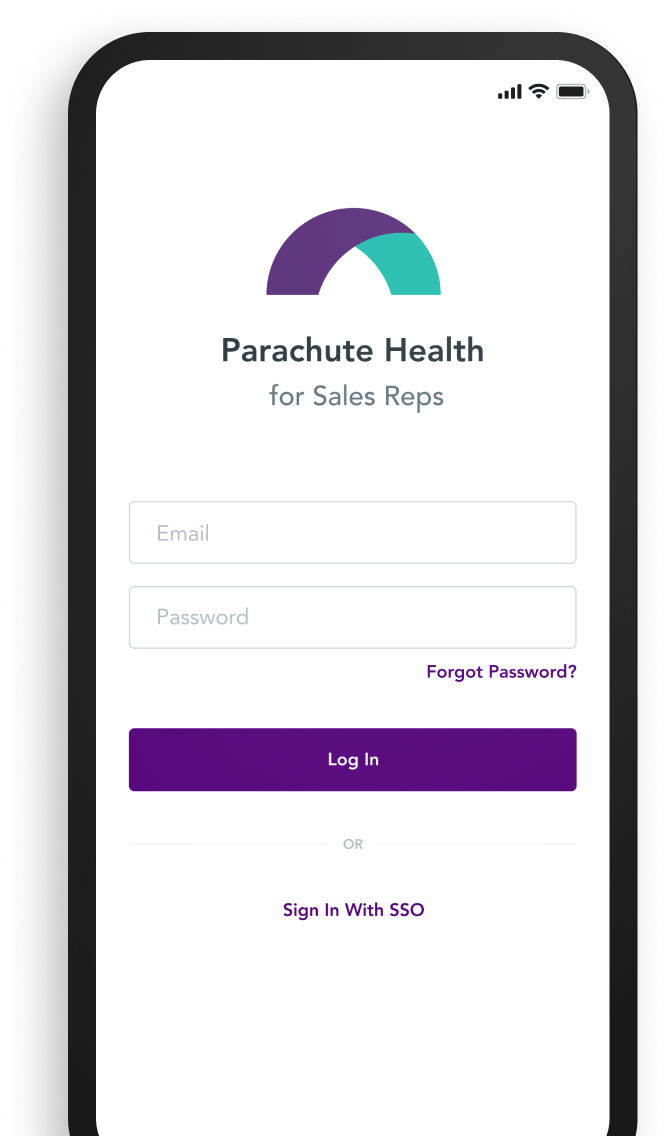 Parachute Health
for Sales Reps
Email
Password
Forgot Password?
Log In
OR
Sign In With SSO